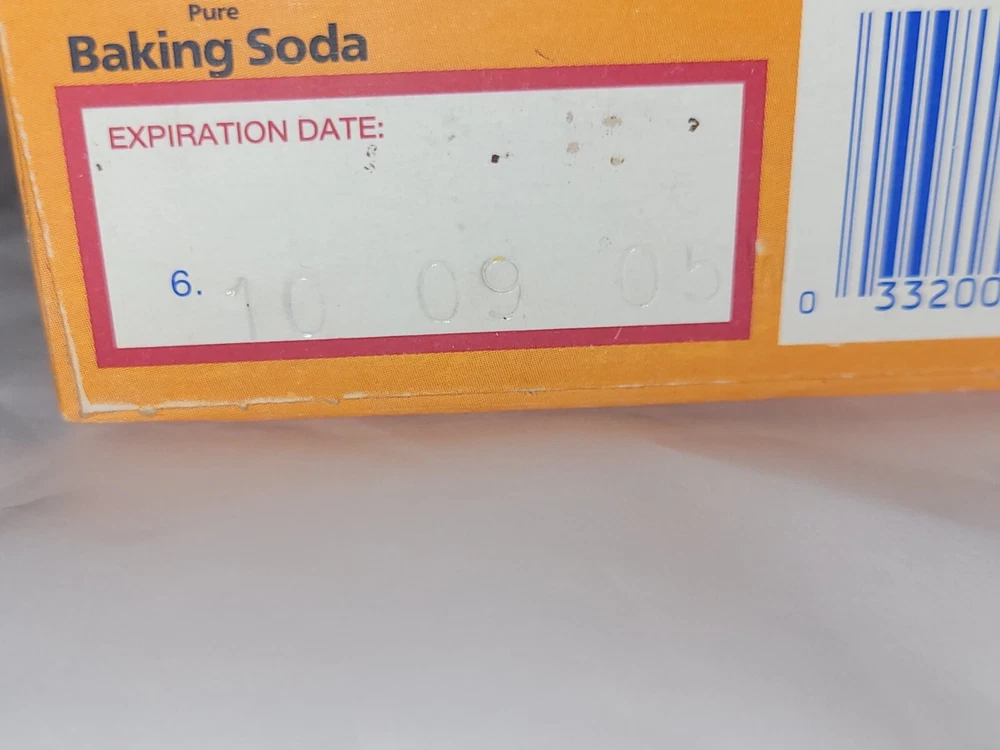 Pure
Baking Soda
EXPIRATION DATE:
6. 10 09 05
0 33200